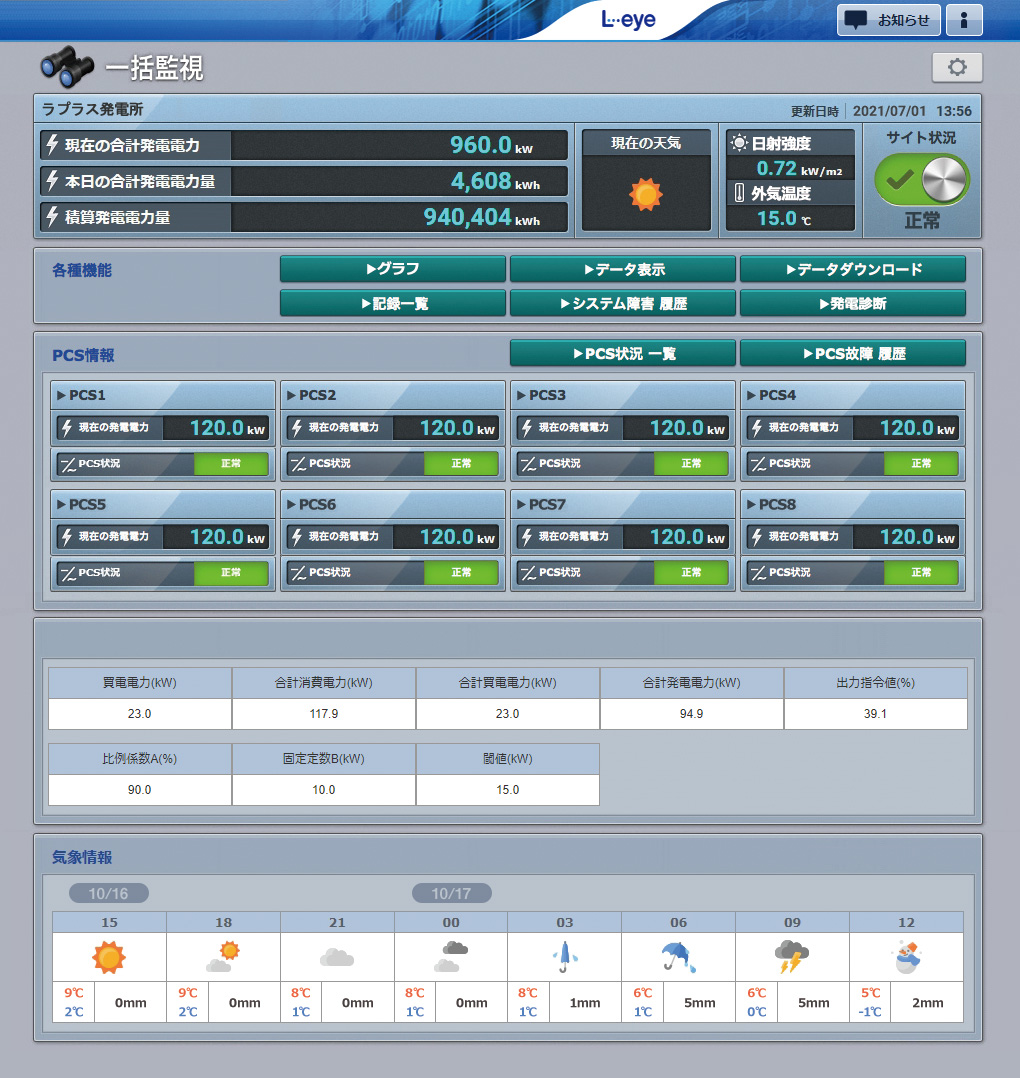 L-eye
お知らせ
一括監視
ラプラス発電所
更新日時 2021/07/01 13:56
現在の合計発電電力 960.0 kW
本日の合計発電電力量 4,608 kWh
積算発電電力量 940,404 kWh
現在の天気
日射強度
0.72 kW/m2
外気温度
15.0 ℃
サイト状況
正常
各種機能
▶グラフ ▶データ表示 ▶データダウンロード
▶記録一覧 ▶システム障害 履歴 ▶発電診断
PCS情報 ▶PCS状況 一覧 ▶PCS故障 履歴
▶PCS1 ▶PCS2 ▶PCS3 ▶PCS4
現在の発電電力 120.0 kW 現在の発電電力 120.0 kW 現在の発電電力 120.0 kW 現在の発電電力 120.0 kW
PCS状況 正常 PCS状況 正常 PCS状況 正常 PCS状況 正常
▶PCS5 ▶PCS6 ▶PCS7 ▶PCS8
現在の発電電力 120.0 kW 現在の発電電力 120.0 kW 現在の発電電力 120.0 kW 現在の発電電力 120.0 kW
PCS状況 正常 PCS状況 正常 PCS状況 正常 PCS状況 正常
買電電力(kW) 合計消費電力(kW) 合計買電電力(kW) 合計発電電力(kW) 出力指令値(%)
23.0 117.9 23.0 94.9 39.1
比例係数A(%) 固定定数B(kW) 閾値(kW)
90.0 10.0 15.0
気象情報
10/16 10/17
15 18 21 00 03 06 09 12
9℃ 0mm 9℃ 0mm 8℃ 0mm 8℃ 0mm 8℃ 1mm 6℃ 5mm 6℃ 5mm 5℃ 2mm
2℃ 2℃ 1℃ 1℃ 1℃ 1℃ 0℃ -1℃